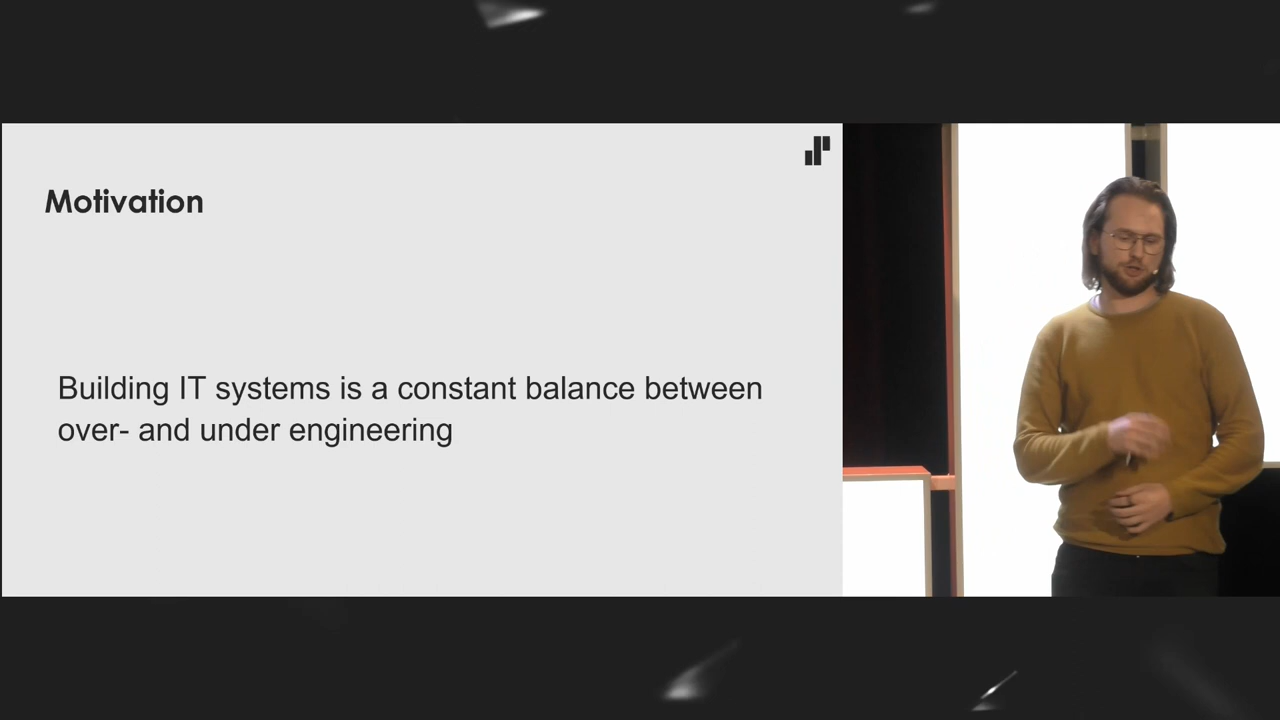 Motivation
Building IT systems is a constant balance between
over- and under engineering